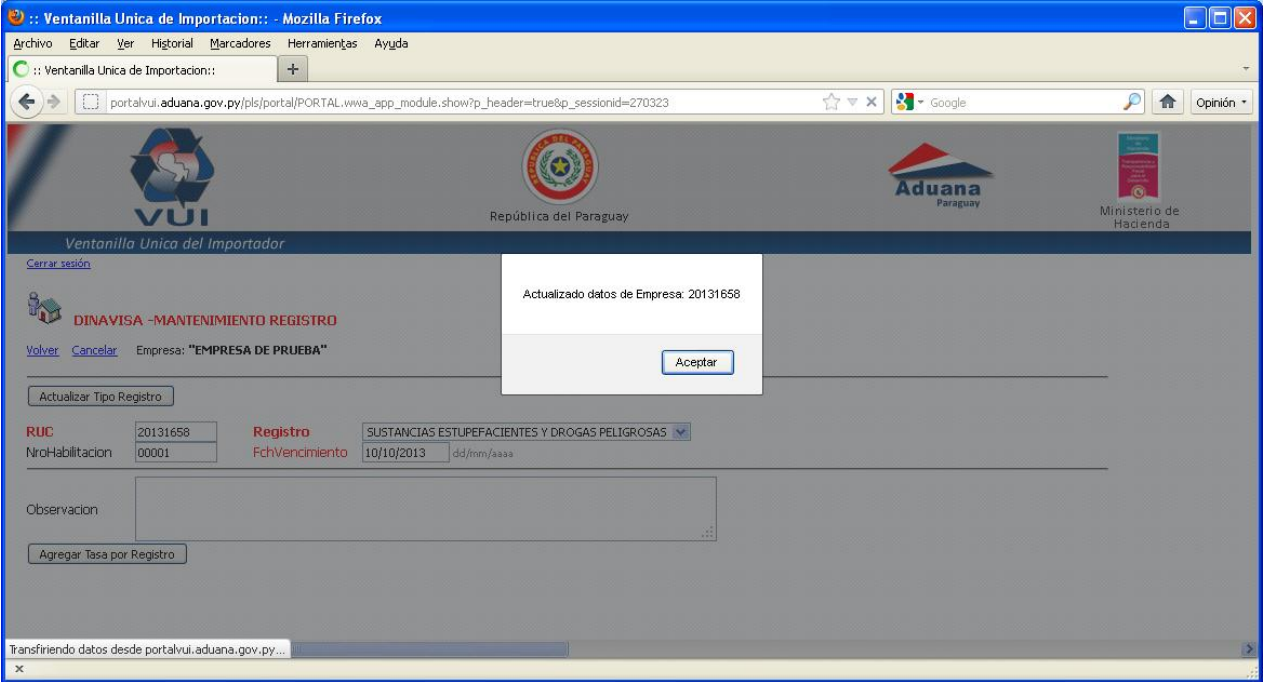 :: Ventanilla Unica de Importacion:: - Mozilla Firefox
Archivo Editar Ver Historial Marcadores Herramientas Ayuda
:: Ventanilla Unica de Importacion::
portalvui.aduana.gov.py/pls/portal/PORTAL.wwa_app_module.show?p_header=true&p_sessionid=270323 Google Opinión
VUI
República del Paraguay
Aduana
Paraguay
Ministerio de
Hacienda
Ventanilla Unica del Importador
Cerrar sesión
Actualizado datos de Empresa: 20131658
Aceptar
DINAVISA -MANTENIMIENTO REGISTRO
Volver Cancelar Empresa: "EMPRESA DE PRUEBA"
Actualizar Tipo Registro
RUC 20131658 Registro SUSTANCIAS ESTUPEFACIENTES Y DROGAS PELIGROSAS
NroHabilitacion 00001 FchVencimiento 10/10/2013 dd/mm/aaaa
Observacion
Agregar Tasa por Registro
Transfiriendo datos desde portalvui.aduana.gov.py...